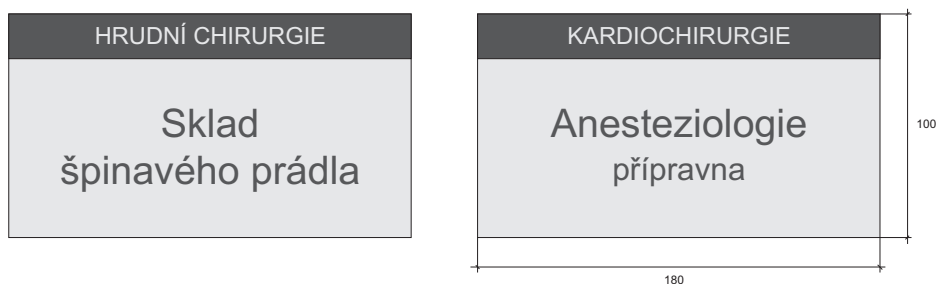 HRUDNÍ CHIRURGIE
Sklad
špinavého prádla
KARDIOCHIRURGIE
Anesteziologie
přípravna
100
180